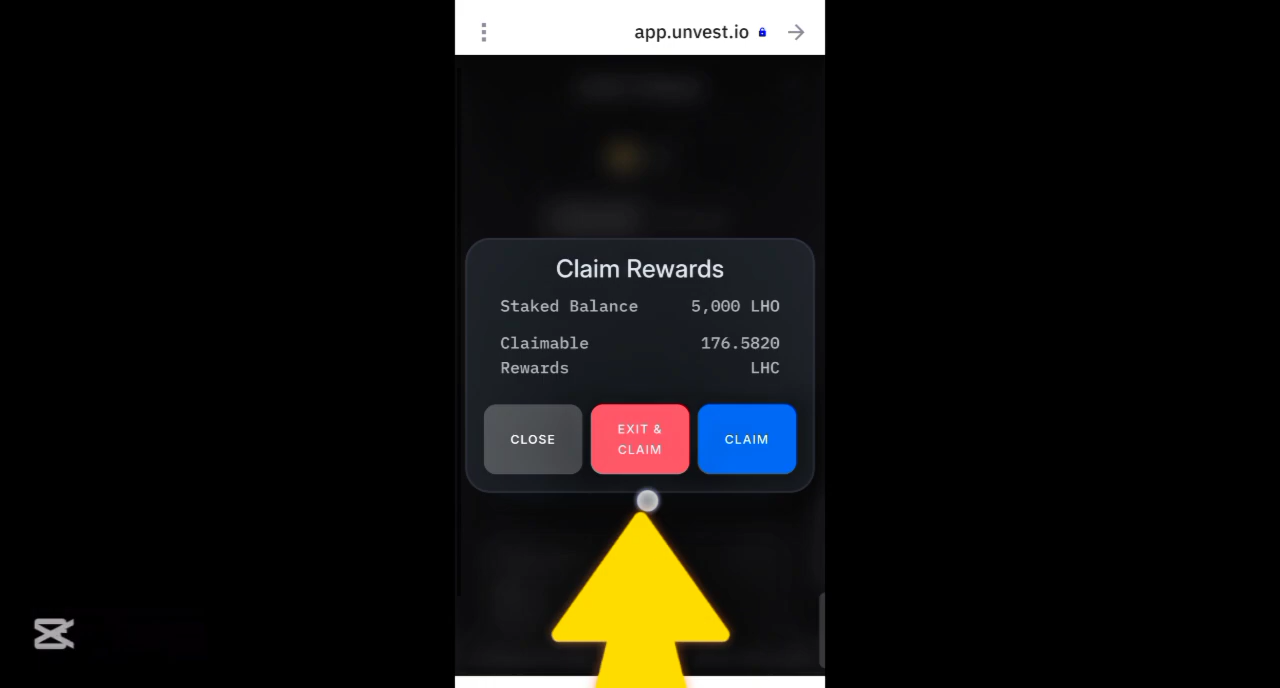 app.unvest.io
Claim Rewards
Staked Balance 5,000 LHO
Claimable 176.5820
Rewards LHC
CLOSE
EXIT &
CLAIM
CLAIM